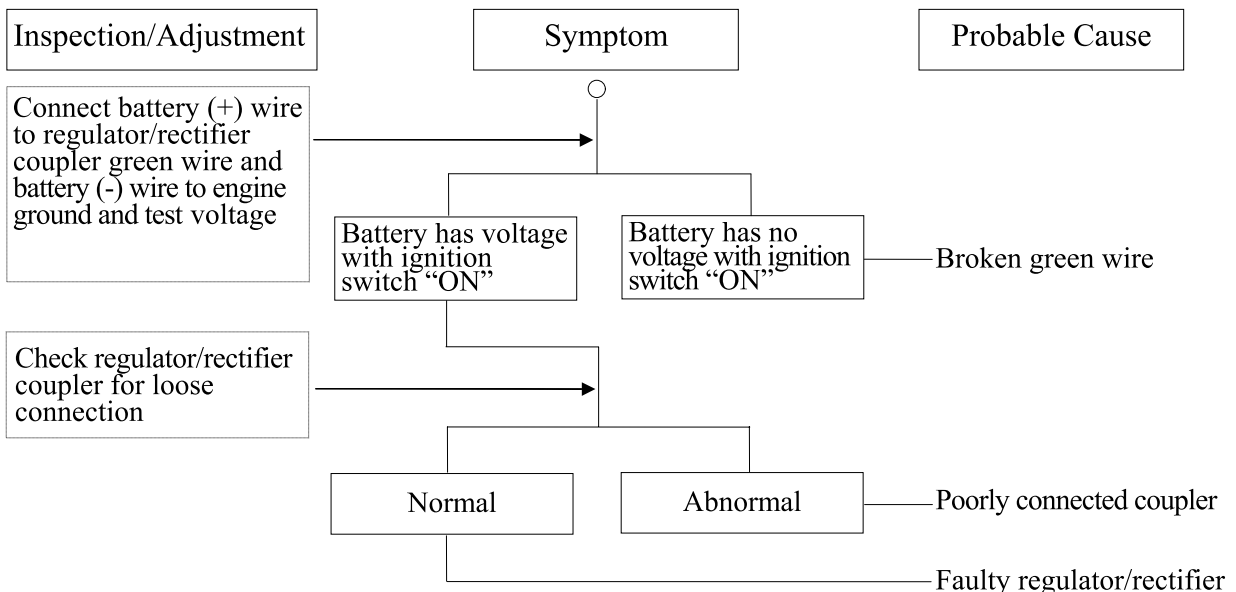 Inspection/Adjustment
Symptom
Probable Cause
Connect battery (+) wire
to regulator/rectifier
coupler green wire and
battery (-) wire to engine
ground and test voltage
Battery has voltage
with ignition
switch “ON”
Battery has no
voltage with ignition
switch “ON”
Broken green wire
Check regulator/rectifier
coupler for loose
connection
Normal
Abnormal
Poorly connected coupler
Faulty regulator/rectifier